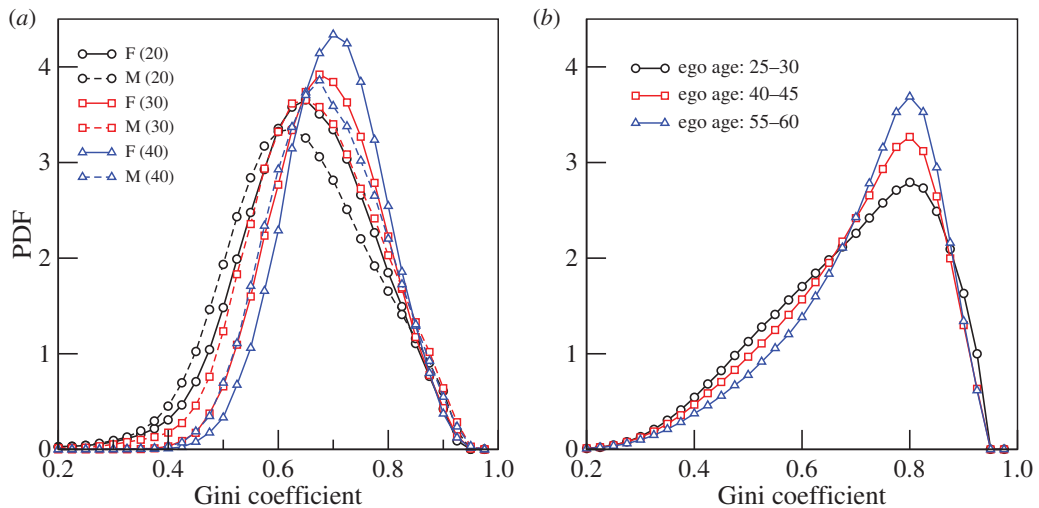 (a)
(b)
PDF
4
3
2
1
0
F (20)
M (20)
F (30)
M (30)
F (40)
M (40)
0.2 0.4 0.6 0.8 1.0
Gini coefficient
4
3
2
1
0
ego age: 25–30
ego age: 40–45
ego age: 55–60
0.2 0.4 0.6 0.8 1.0
Gini coefficient